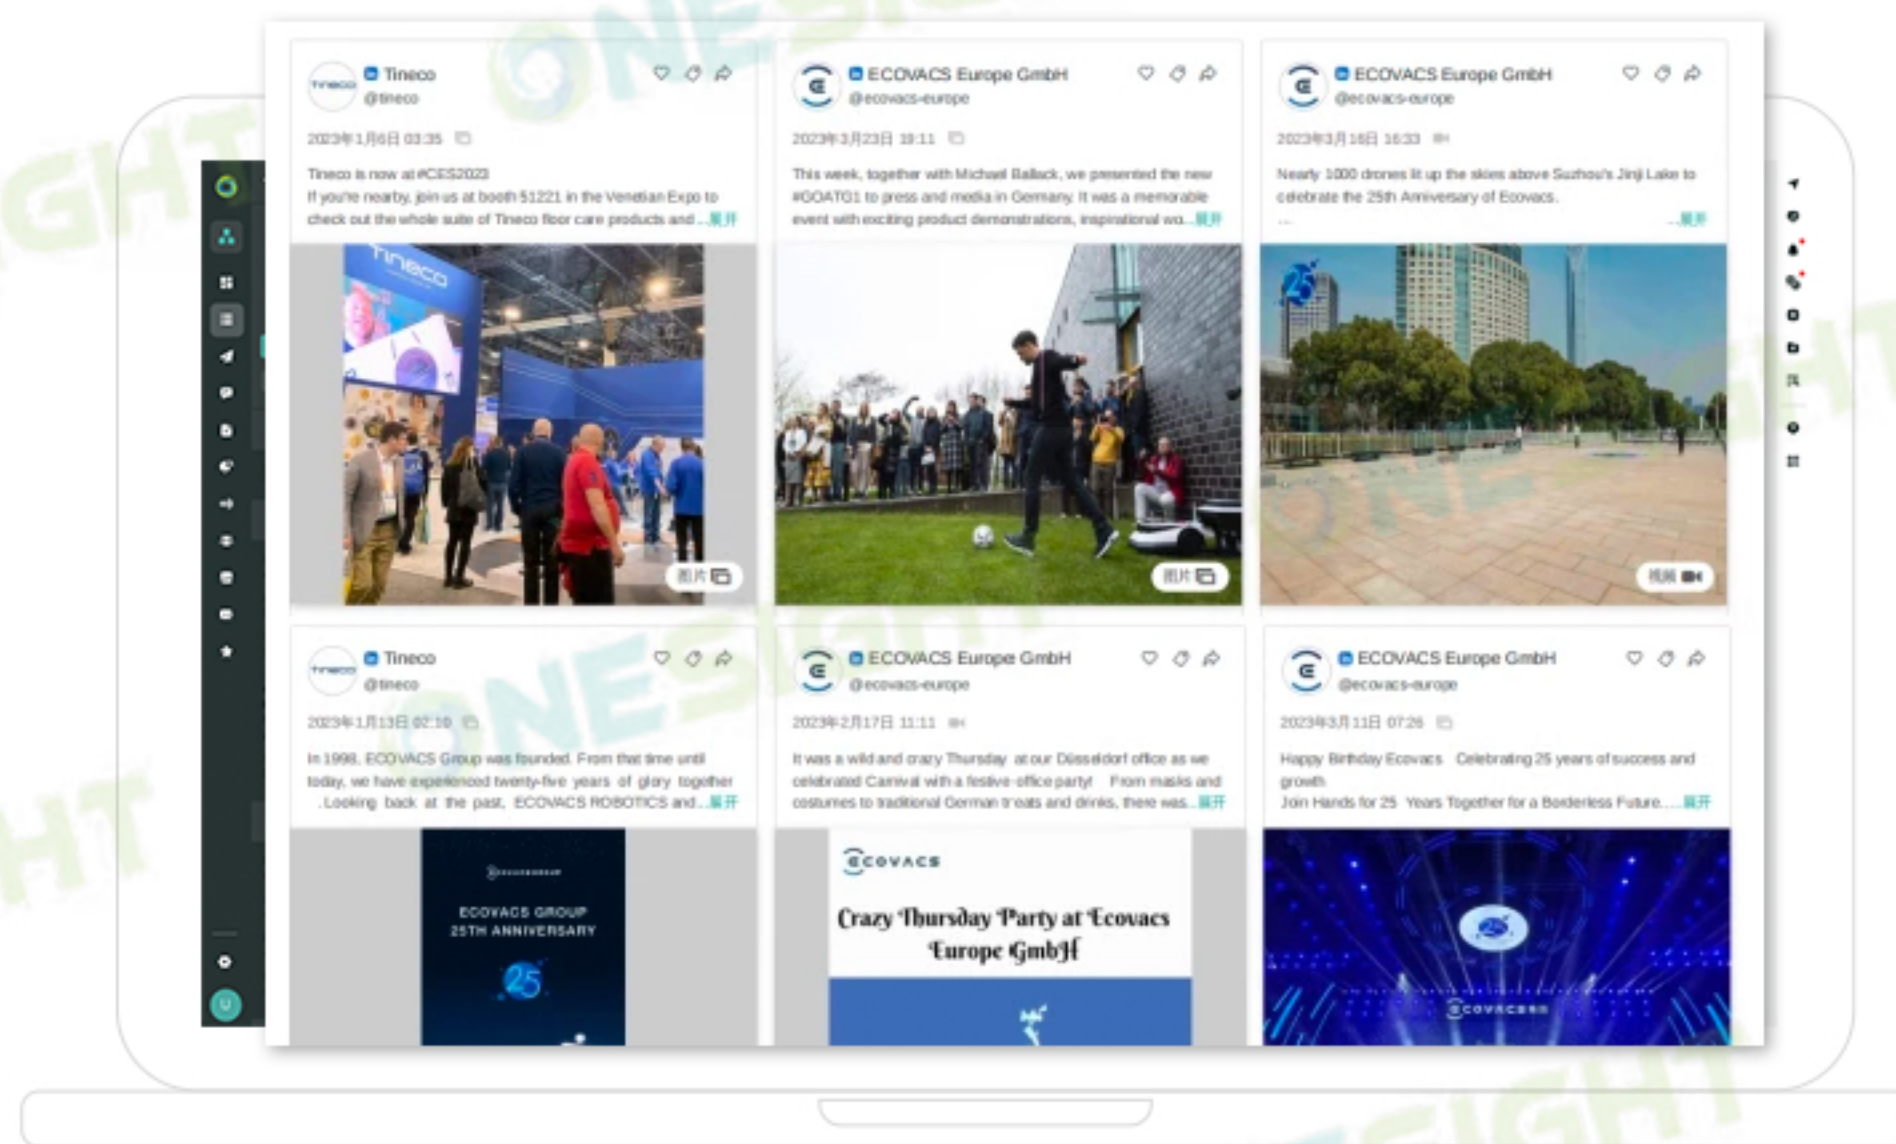 Tineco
@tineco
2023年1月6日 03:35
Tineco is now at #CES2023
If you're nearby, join us at booth 51221 in the Venetian Expo to
check out the whole suite of Tineco floor care products and ...展开
Tineco
图片
ECOVACS Europe GmbH
@ecovacs-europe
2023年3月23日 19:11
This week, together with Michael Ballack, we presented the new
#GOATG1 to press and media in Germany. It was a memorable
event with exciting product demonstrations, inspirational wo...展开
图片
ECOVACS Europe GmbH
@ecovacs-europe
2023年3月16日 16:33
Nearly 1000 drones lit up the skies above Suzhou's Jinji Lake to
celebrate the 25th Anniversary of Ecovacs.
... ...展开
25
视频
Tineco
@tineco
2023年1月13日 02:10
In 1998, ECOVACS Group was founded. From that time until
today, we have experienced twenty-five years of glory together
.Looking back at the past, ECOVACS ROBOTICS and...展开
ECOVACS GROUP
25TH ANNIVERSARY
25
ECOVACS Europe GmbH
@ecovacs-europe
2023年2月17日 11:11
It was a wild and crazy Thursday at our Düsseldorf office as we
celebrated Carnival with a festive office party! From masks and
costumes to traditional German treats and drinks, there was...展开
ECOVACS
Crazy Thursday Party at Ecovacs
Europe GmbH
ECOVACS Europe GmbH
@ecovacs-europe
2023年3月11日 07:26
Happy Birthday Ecovacs Celebrating 25 years of success and
growth
Join Hands for 25 Years Together for a Borderless Future. ...展开
25
ECOVACS
U
ONESIGHT